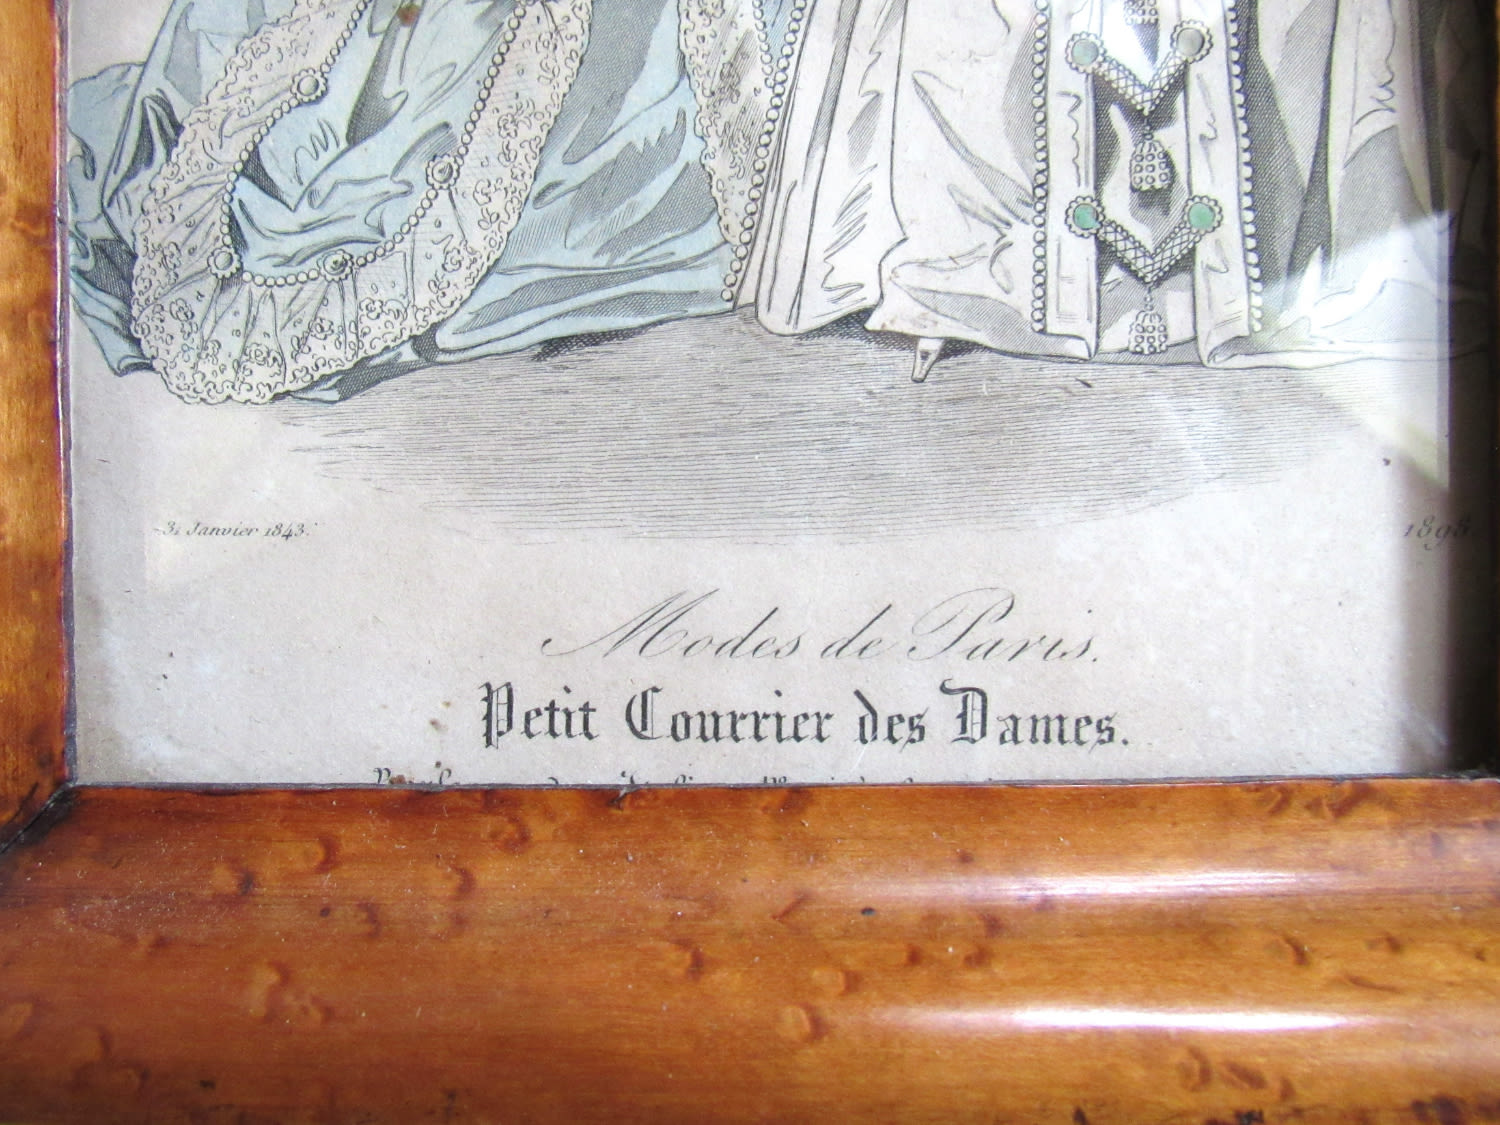 31 Janvier 1843.
1898.
Modes de Paris.
Petit Courrier des Dames.